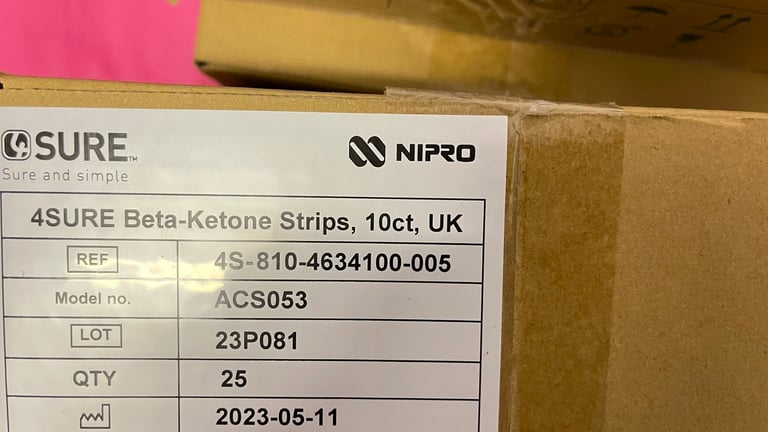 4SURE™
Sure and simple
NIPRO
4SURE Beta-Ketone Strips, 10ct, UK
REF 4S-810-4634100-005
Model no. ACS053
LOT 23P081
QTY 25
2023-05-11